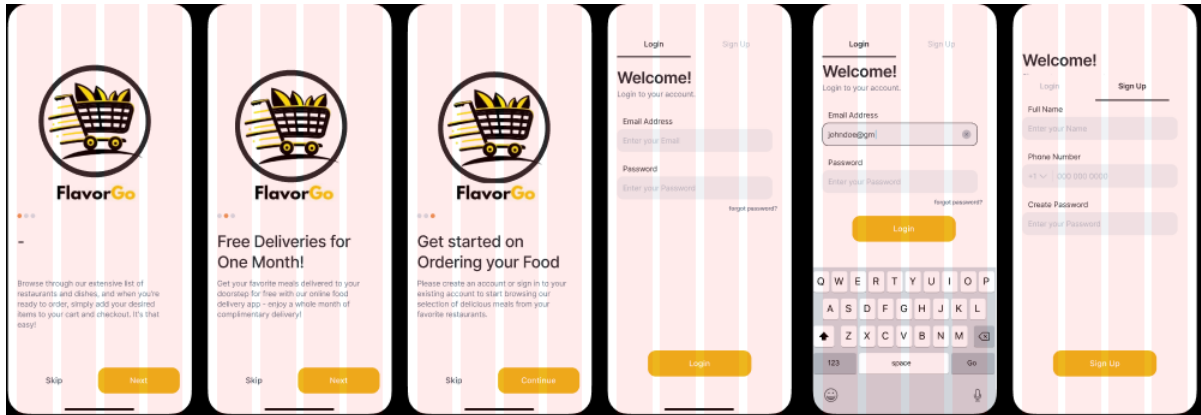 FlavorGo
-
Browse through our extensive list of
restaurants and dishes, and when you're
ready to order, simply add your desired
items to your cart and checkout. It's that
easy!
Skip
Next
FlavorGo
Free Deliveries for
One Month!
Get your favorite meals delivered to your
doorstep for free with our online food
delivery app - enjoy a whole month of
complimentary delivery!
Skip
Next
FlavorGo
Get started on
Ordering your Food
Please create an account or sign in to your
existing account to start browsing our
selection of delicious meals from your
favorite restaurants.
Skip
Continue
Login
Sign Up
Welcome!
Login to your account.
Email Address
Enter your Email
Password
Enter your Password
forgot password?
Login
Login
Sign Up
Welcome!
Login to your account.
Email Address
johndoe@gm
Password
Enter your Password
forgot password?
Login
Q W E R T Y U I O P
A S D F G H J K L
Z X C V B N M
123
space
Go
Welcome!
Login
Sign Up
Full Name
Enter your Name
Phone Number
+1
000 000 0000
Create Password
Enter your Password
Sign Up